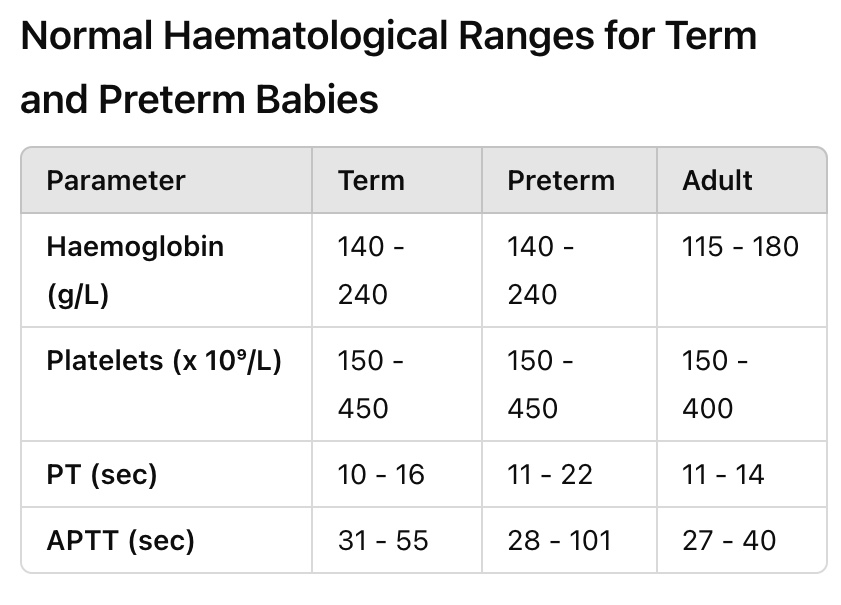 Normal Haematological Ranges for Term
and Preterm Babies
Parameter Term Preterm Adult
Haemoglobin 140 - 140 - 115 - 180
(g/L) 240 240
Platelets (x 10⁹/L) 150 - 150 - 150 -
450 450 400
PT (sec) 10 - 16 11 - 22 11 - 14
APTT (sec) 31 - 55 28 - 101 27 - 40